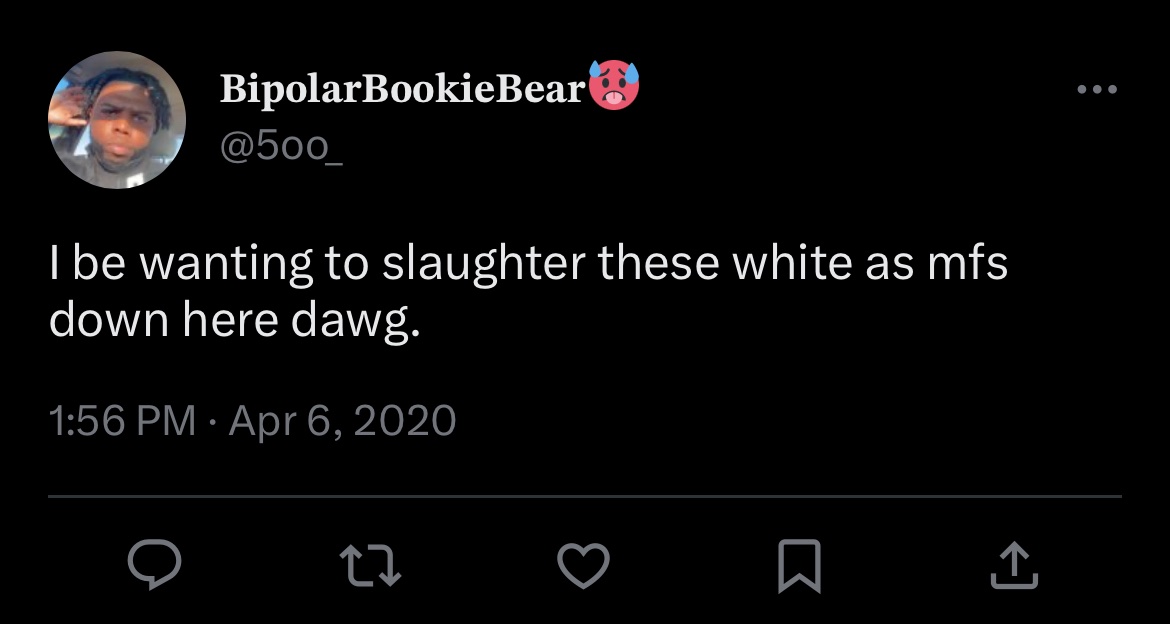 BipolarBookieBear🥵
@5oo_
I be wanting to slaughter these white as mfs
down here dawg.
1:56 PM · Apr 6, 2020